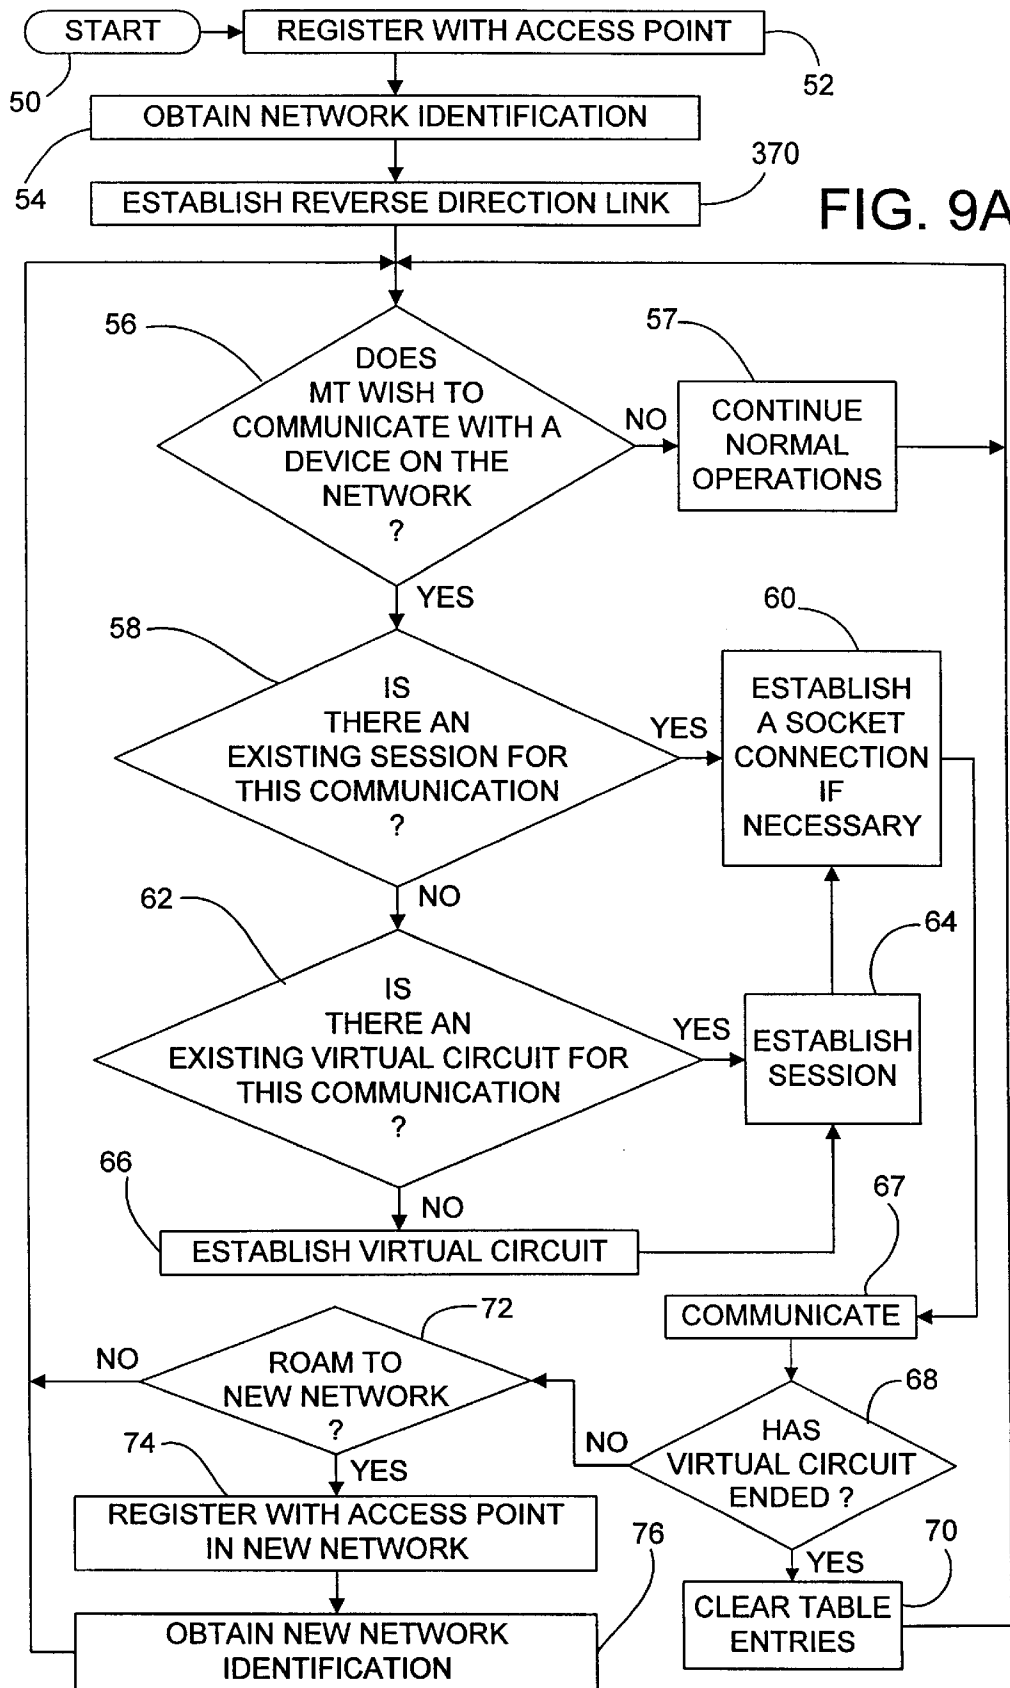 START
REGISTER WITH ACCESS POINT
50
52
OBTAIN NETWORK IDENTIFICATION
54
370
ESTABLISH REVERSE DIRECTION LINK
FIG. 9A
56
DOES
MT WISH TO
COMMUNICATE WITH A
DEVICE ON THE
NETWORK
?
NO
57
CONTINUE
NORMAL
OPERATIONS
YES
58
IS
THERE AN
EXISTING SESSION FOR
THIS COMMUNICATION
?
YES
60
ESTABLISH
A SOCKET
CONNECTION
IF
NECESSARY
NO
62
IS
THERE AN
EXISTING VIRTUAL CIRCUIT FOR
THIS COMMUNICATION
?
YES
64
ESTABLISH
SESSION
66
NO
ESTABLISH VIRTUAL CIRCUIT
67
COMMUNICATE
72
NO
ROAM TO
NEW NETWORK
?
68
NO
HAS
VIRTUAL CIRCUIT
ENDED ?
74
YES
REGISTER WITH ACCESS POINT
IN NEW NETWORK
76
YES
70
CLEAR TABLE
ENTRIES
OBTAIN NEW NETWORK
IDENTIFICATION